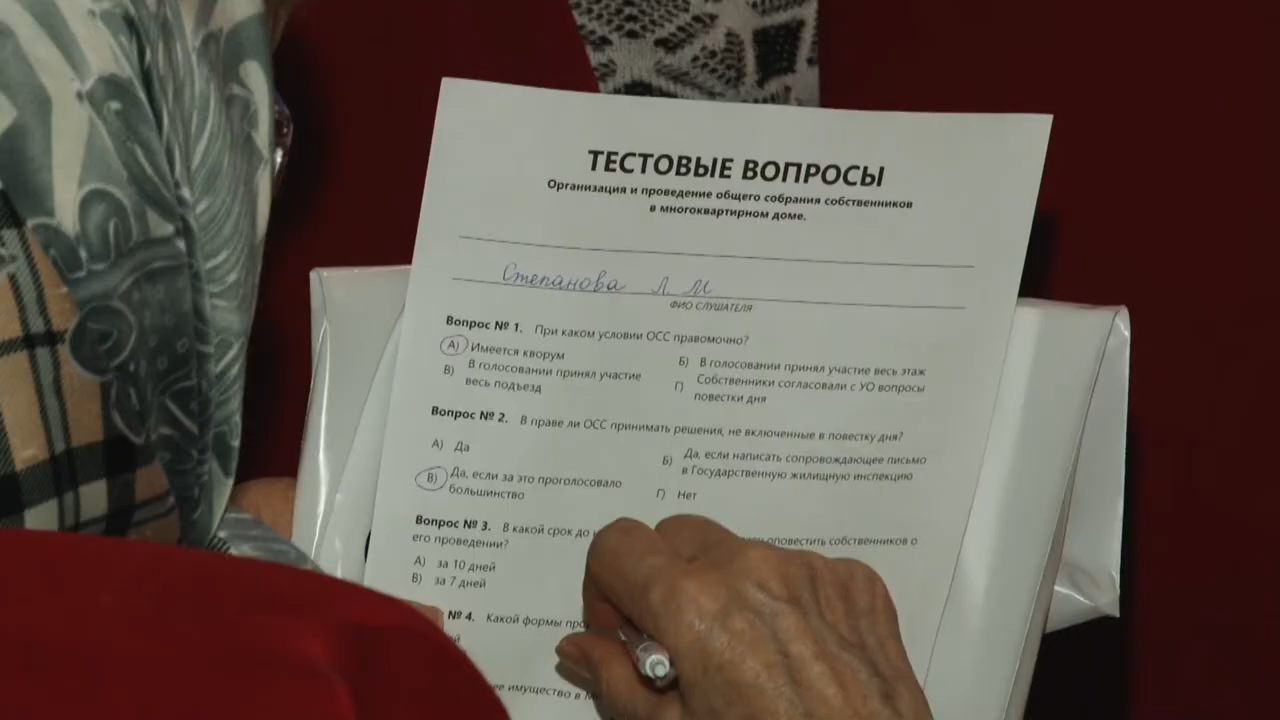 ТЕСТОВЫЕ ВОПРОСЫ
Организация и проведение общего собрания собственников
в многоквартирном доме.
Степанова Л. М
ФИО СЛУШАТЕЛЯ
Вопрос № 1. При каком условии ОСС правомочно?
А) Имеется кворум
Б) В голосовании принял участие весь этаж
В) В голосовании принял участие
весь подъезд
Г) Собственники согласовали с УО вопросы
повестки дня
Вопрос № 2. В праве ли ОСС принимать решения, не включенные в повестку дня?
А) Да
Б) Да, если написать сопровождающее письмо
в Государственную жилищную инспекцию
В) Да, если за это проголосовало
большинство
Г) Нет
Вопрос № 3. В какой срок до оповестить собственников о
его проведении?
А) за 10 дней
В) за 7 дней
№ 4. Какой формы
имущество в